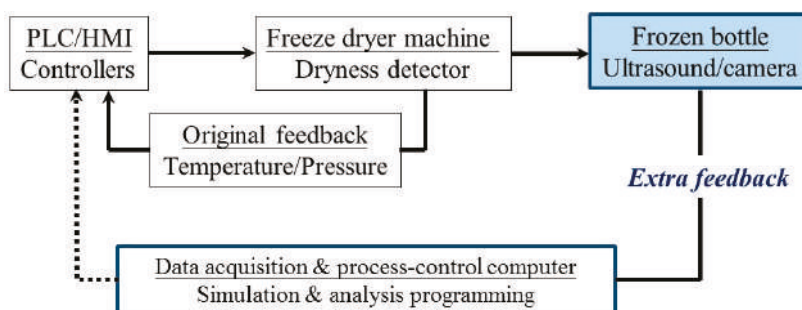 PLC/HMI
Controllers
Freeze dryer machine
Dryness detector
Frozen bottle
Ultrasound/camera
Original feedback
Temperature/Pressure
Extra feedback
Data acquisition & process-control computer
Simulation & analysis programming